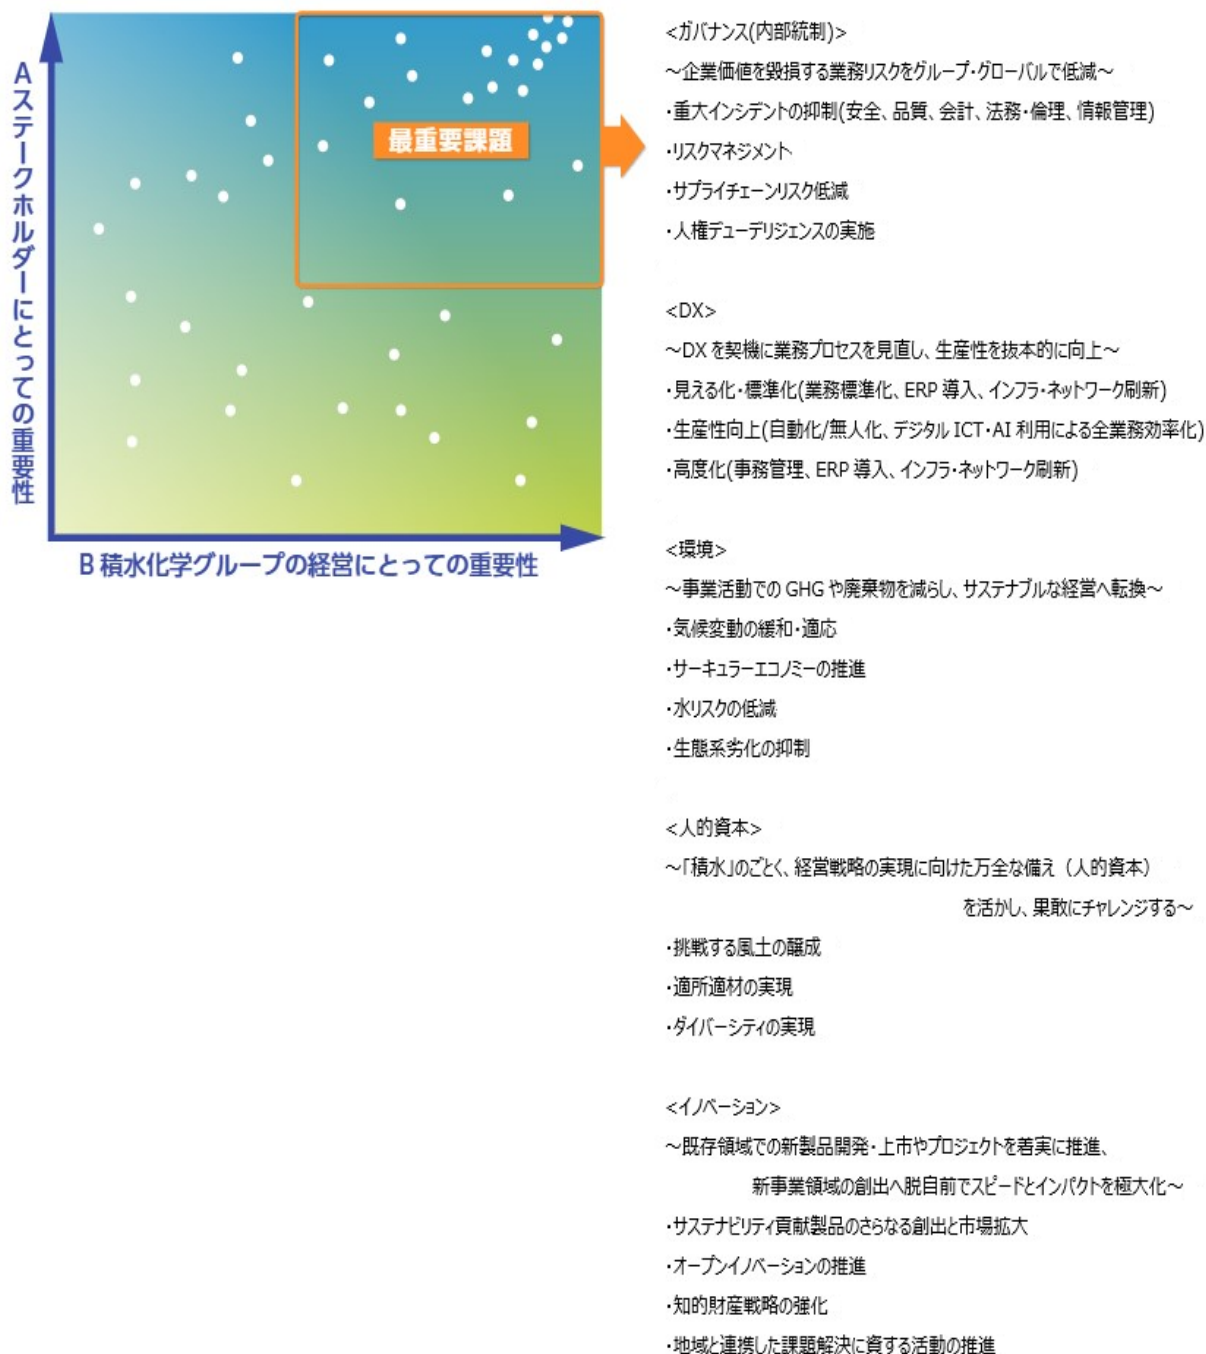 Aステークホルダーにとっての重要性
最重要課題
B 積水化学グループの経営にとっての重要性
<ガバナンス(内部統制)>
～企業価値を毀損する業務リスクをグループ・グローバルで低減～
・重大インシデントの抑制(安全、品質、会計、法務・倫理、情報管理)
・リスクマネジメント
・サプライチェーンリスク低減
・人権デューデリジェンスの実施
<DX>
～DX を契機に業務プロセスを見直し、生産性を抜本的に向上～
・見える化・標準化(業務標準化、ERP 導入、インフラ・ネットワーク刷新)
・生産性向上(自動化/無人化、デジタル ICT・AI 利用による全業務効率化)
・高度化(事務管理、ERP 導入、インフラ・ネットワーク刷新)
<環境>
～事業活動での GHG や廃棄物を減らし、サステナブルな経営へ転換～
・気候変動の緩和・適応
・サーキュラーエコノミーの推進
・水リスクの低減
・生態系劣化の抑制
<人的資本>
～「積水」のごとく、経営戦略の実現に向けた万全な備え（人的資本）
を活かし、果敢にチャレンジする～
・挑戦する風土の醸成
・適所適材の実現
・ダイバーシティの実現
<イノベーション>
～既存領域での新製品開発・上市やプロジェクトを着実に推進、
新事業領域の創出へ脱自前でスピードとインパクトを極大化～
・サステナビリティ貢献製品のさらなる創出と市場拡大
・オープンイノベーションの推進
・知的財産戦略の強化
・地域と連携した課題解決に資する活動の推進